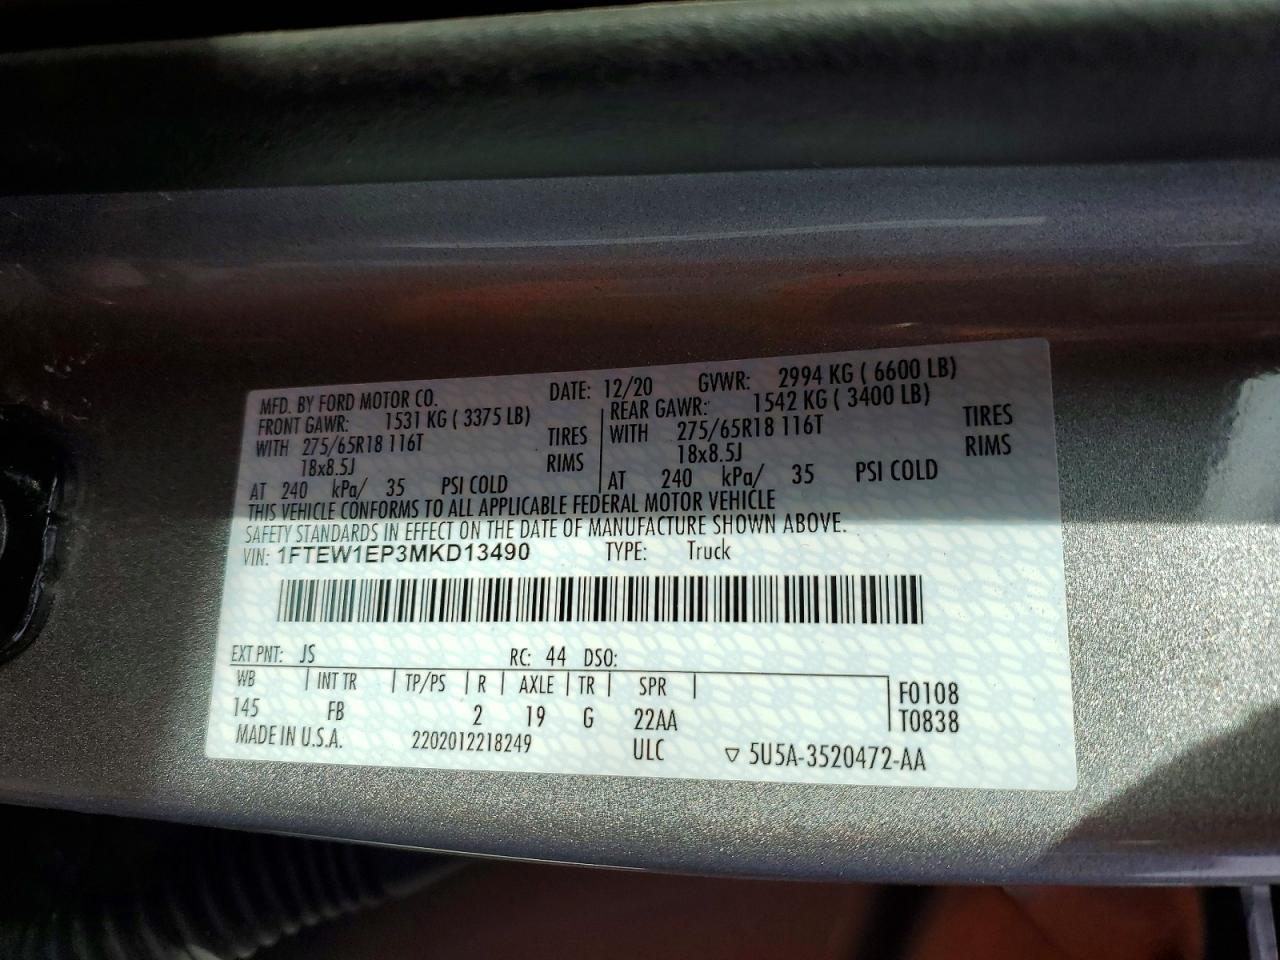 MFD. BY FORD MOTOR CO. DATE: 12/20 GVWR: 2994 KG ( 6600 LB)
FRONT GAWR: 1531 KG ( 3375 LB) REAR GAWR: 1542 KG ( 3400 LB)
WITH 275/65R18 116T TIRES WITH 275/65R18 116T TIRES
18x8.5J RIMS 18x8.5J RIMS
AT 240 kPa/ 35 PSI COLD AT 240 kPa/ 35 PSI COLD
THIS VEHICLE CONFORMS TO ALL APPLICABLE FEDERAL MOTOR VEHICLE
SAFETY STANDARDS IN EFFECT ON THE DATE OF MANUFACTURE SHOWN ABOVE.
VIN: 1FTEW1EP3MKD13490 TYPE: Truck
EXT PNT: JS RC: 44 DSO:
WB INT TR TP/PS R AXLE TR SPR F0108
145 FB 2 19 G 22AA T0838
MADE IN U.S.A. 2202012218249 ULC ▽ 5U5A-3520472-AA